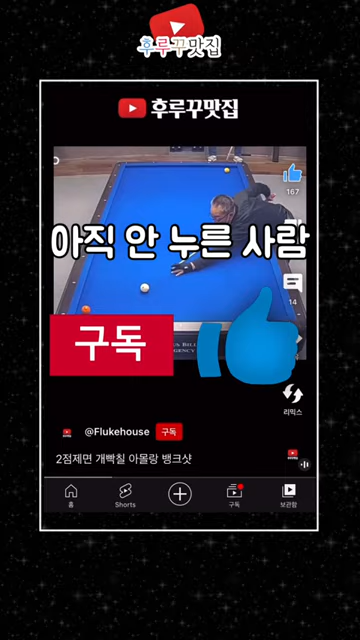 후루꾸맛집
후루꾸맛집
167
아직 안 누른 사람
14
구독
리믹스
@Flukehouse 구독
2점제면 개빡칠 아몰랑 뱅크샷
홈 Shorts 구독 보관함